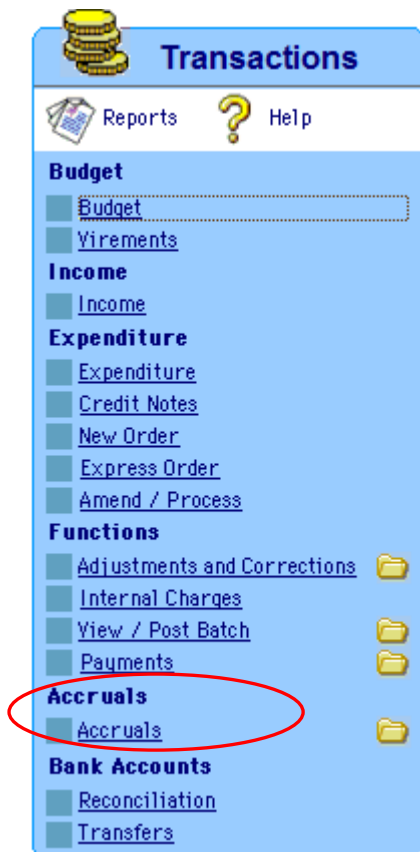 Transactions
Reports Help
Budget
Budget
Virements
Income
Income
Expenditure
Expenditure
Credit Notes
New Order
Express Order
Amend / Process
Functions
Adjustments and Corrections
Internal Charges
View / Post Batch
Payments
Accruals
Accruals
Bank Accounts
Reconciliation
Transfers